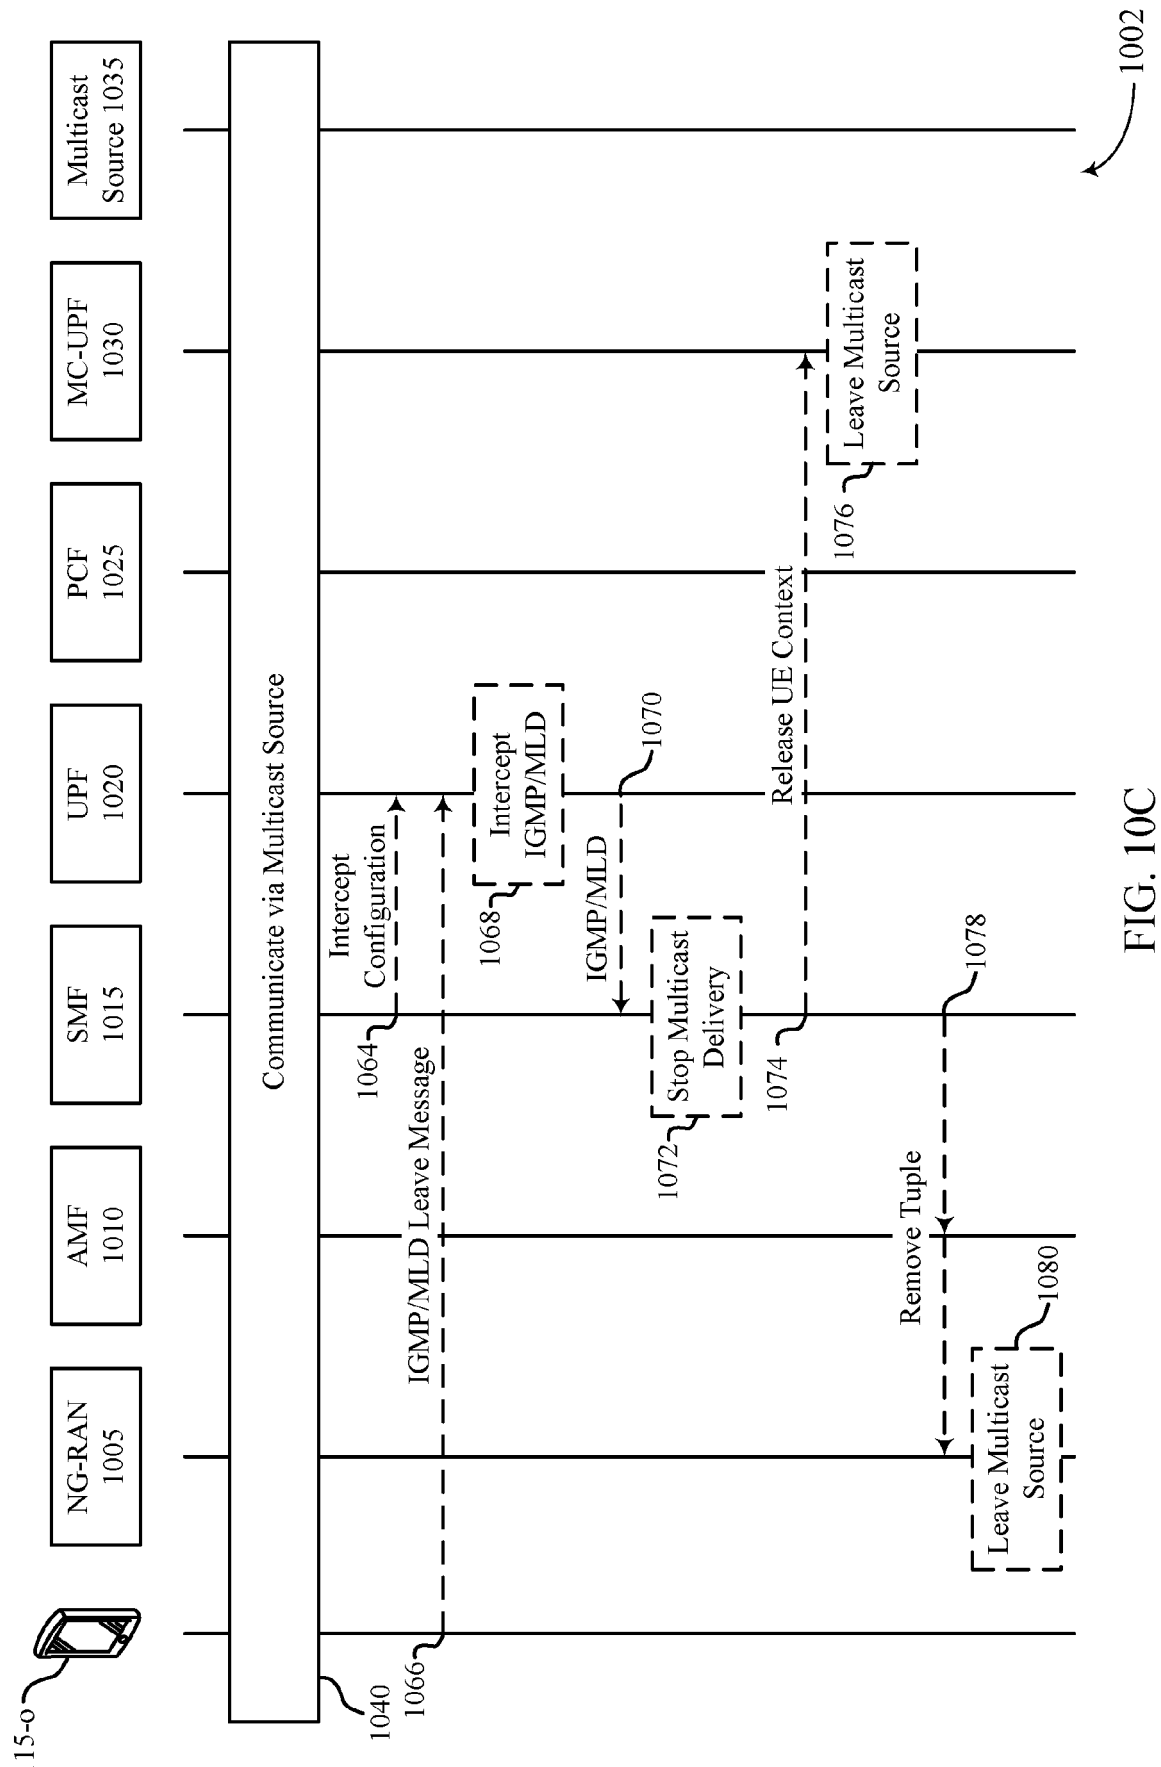 .15-o
NG-RAN
1005
AMF
1010
SMF
1015
UPF
1020
PCF
1025
MC-UPF
1030
Multicast
Source 1035
Communicate via Multicast Source
1040
Intercept
Configuration
1064
IGMP/MLD Leave Message
1066
Intercept
IGMP/MLD
1068
IGMP/MLD
1070
Stop Multicast
Delivery
1072
Release UE Context
1074
Leave Multicast
Source
1076
Remove Tuple
1078
Leave Multicast
Source
1080
1002
FIG. 10C